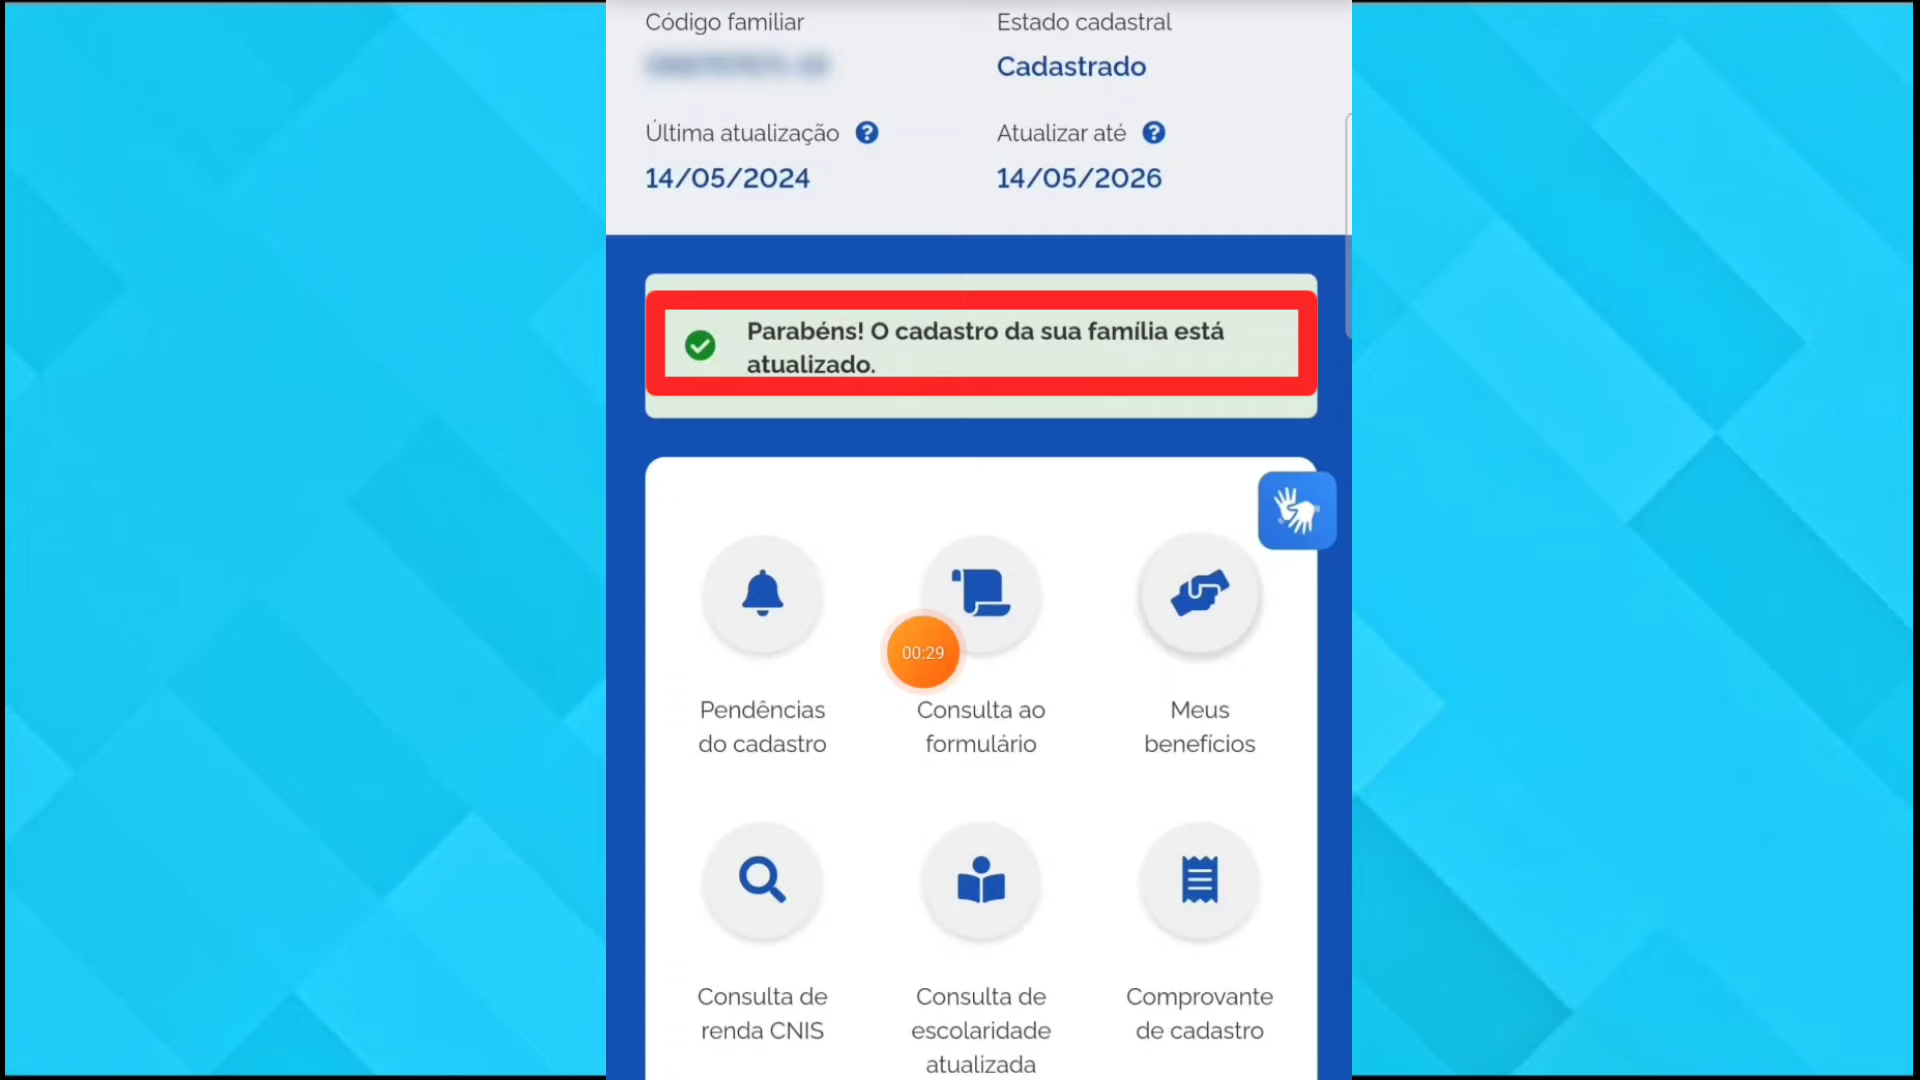 Código familiar
Estado cadastral
Cadastrado
Última atualização
Atualizar até
14/05/2024
14/05/2026
Parabéns! O cadastro da sua família está
atualizado.
00:29
Pendências
do cadastro
Consulta ao
formulário
Meus
benefícios
Consulta de
renda CNIS
Consulta de
escolaridade
atualizada
Comprovante
de cadastro